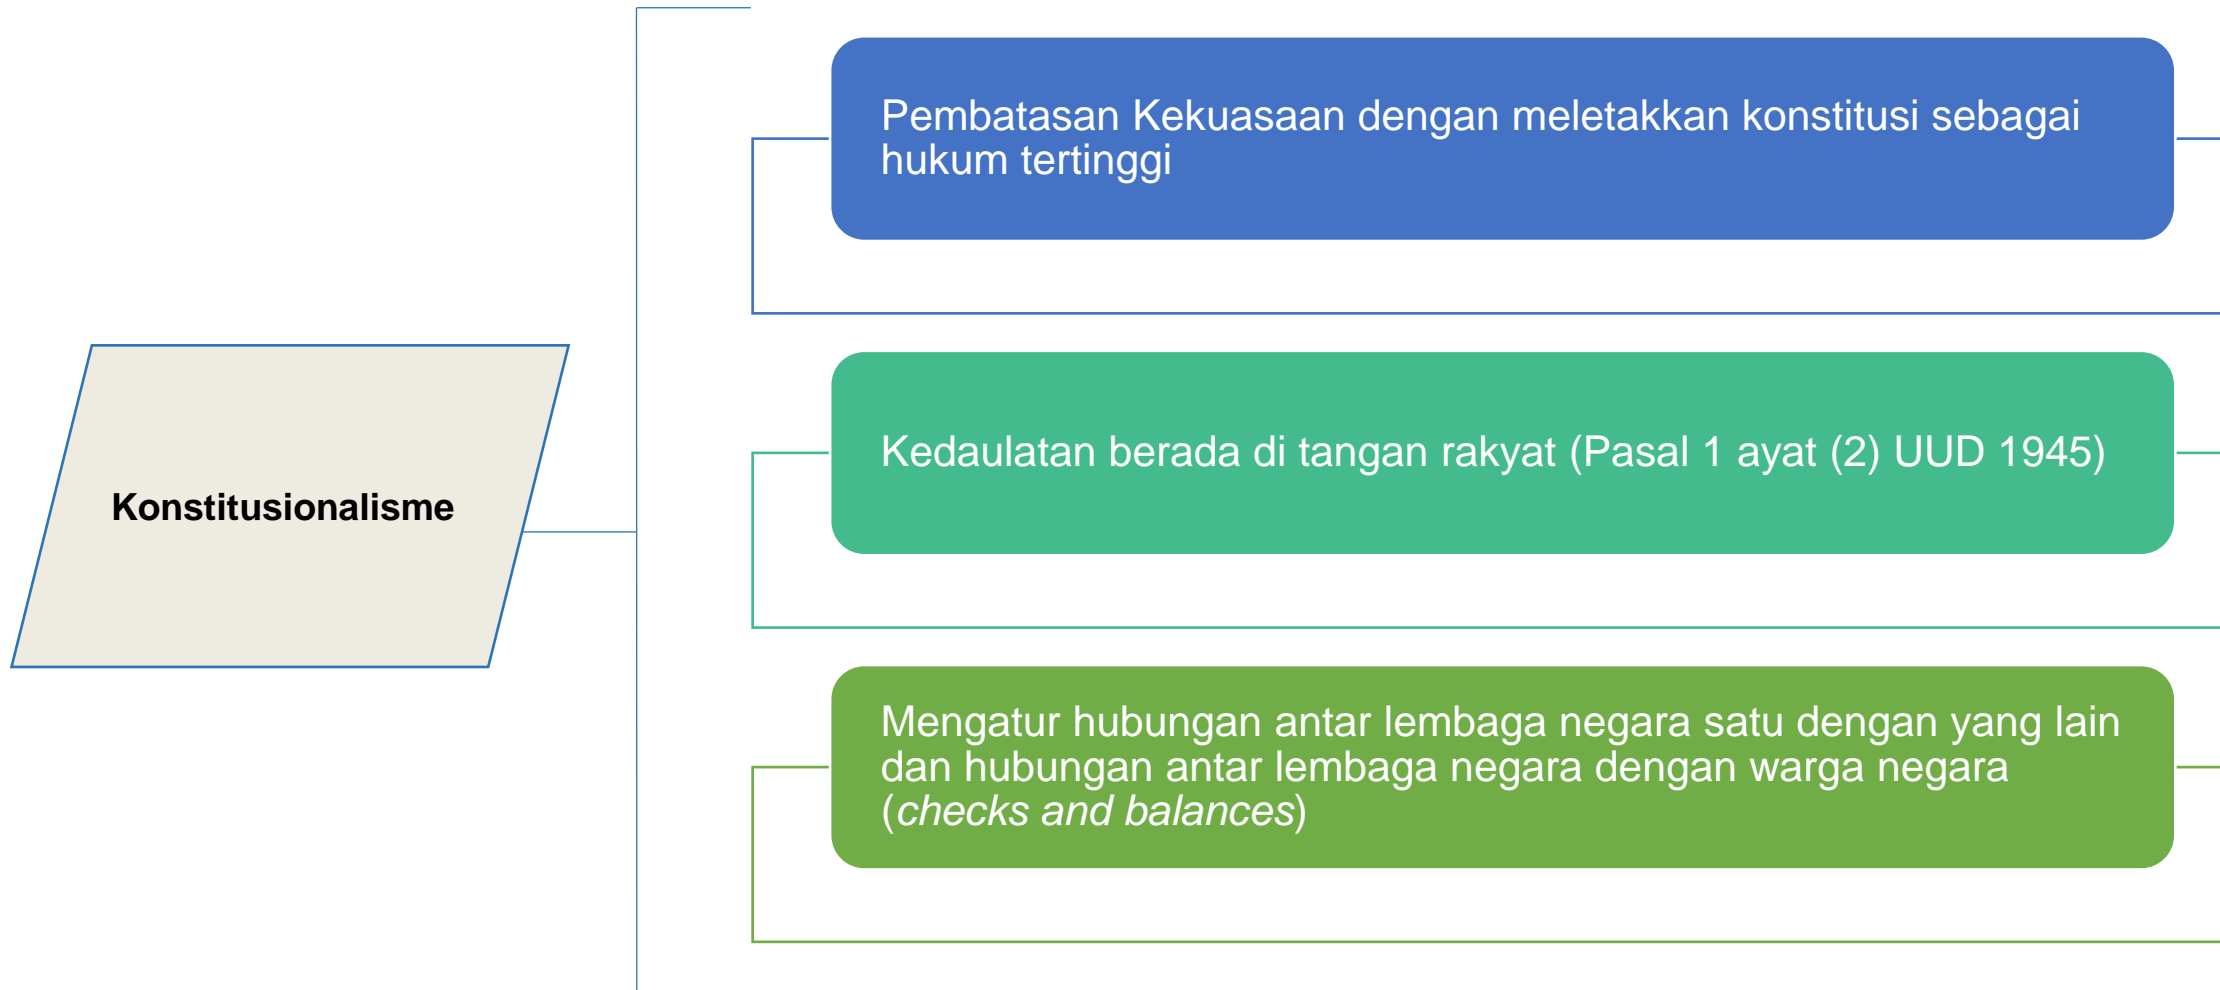 Konstitusionalisme
Pembatasan Kekuasaan dengan meletakkan konstitusi sebagai
hukum tertinggi
Kedaulatan berada di tangan rakyat (Pasal 1 ayat (2) UUD 1945)
Mengatur hubungan antar lembaga negara satu dengan yang lain
dan hubungan antar lembaga negara dengan warga negara
(checks and balances)